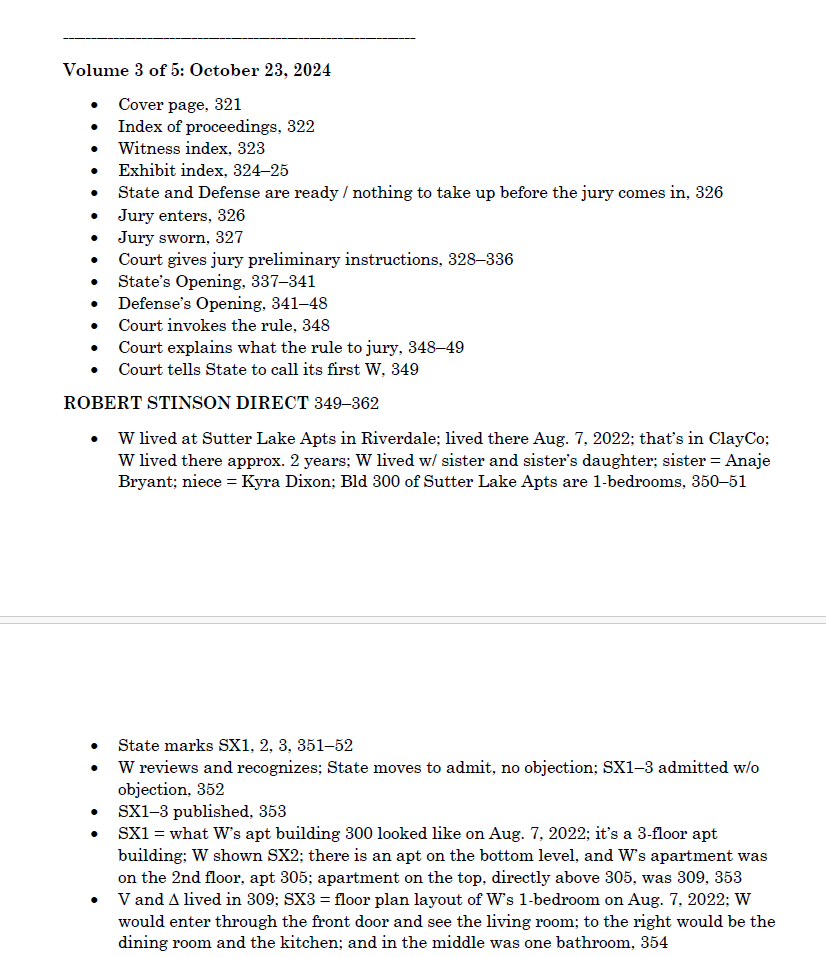 Volume 3 of 5: October 23, 2024
• Cover page, 321
• Index of proceedings, 322
• Witness index, 323
• Exhibit index, 324–25
• State and Defense are ready / nothing to take up before the jury comes in, 326
• Jury enters, 326
• Jury sworn, 327
• Court gives jury preliminary instructions, 328–336
• State’s Opening, 337–341
• Defense’s Opening, 341–48
• Court invokes the rule, 348
• Court explains what the rule to jury, 348–49
• Court tells State to call its first W, 349
ROBERT STINSON DIRECT 349–362
• W lived at Sutter Lake Apts in Riverdale; lived there Aug. 7, 2022; that’s in ClayCo;
W lived there approx. 2 years; W lived w/ sister and sister’s daughter; sister = Anaje
Bryant; niece = Kyra Dixon; Bld 300 of Sutter Lake Apts are 1-bedrooms, 350–51
• State marks SX1, 2, 3, 351–52
• W reviews and recognizes; State moves to admit, no objection; SX1–3 admitted w/o
objection, 352
• SX1–3 published, 353
• SX1 = what W’s apt building 300 looked like on Aug. 7, 2022; it’s a 3-floor apt
building; W shown SX2; there is an apt on the bottom level, and W’s apartment was
on the 2nd floor, apt 305; apartment on the top, directly above 305, was 309, 353
• V and Δ lived in 309; SX3 = floor plan layout of W’s 1-bedroom on Aug. 7, 2022; W
would enter through the front door and see the living room; to the right would be the
dining room and the kitchen; and in the middle was one bathroom, 354